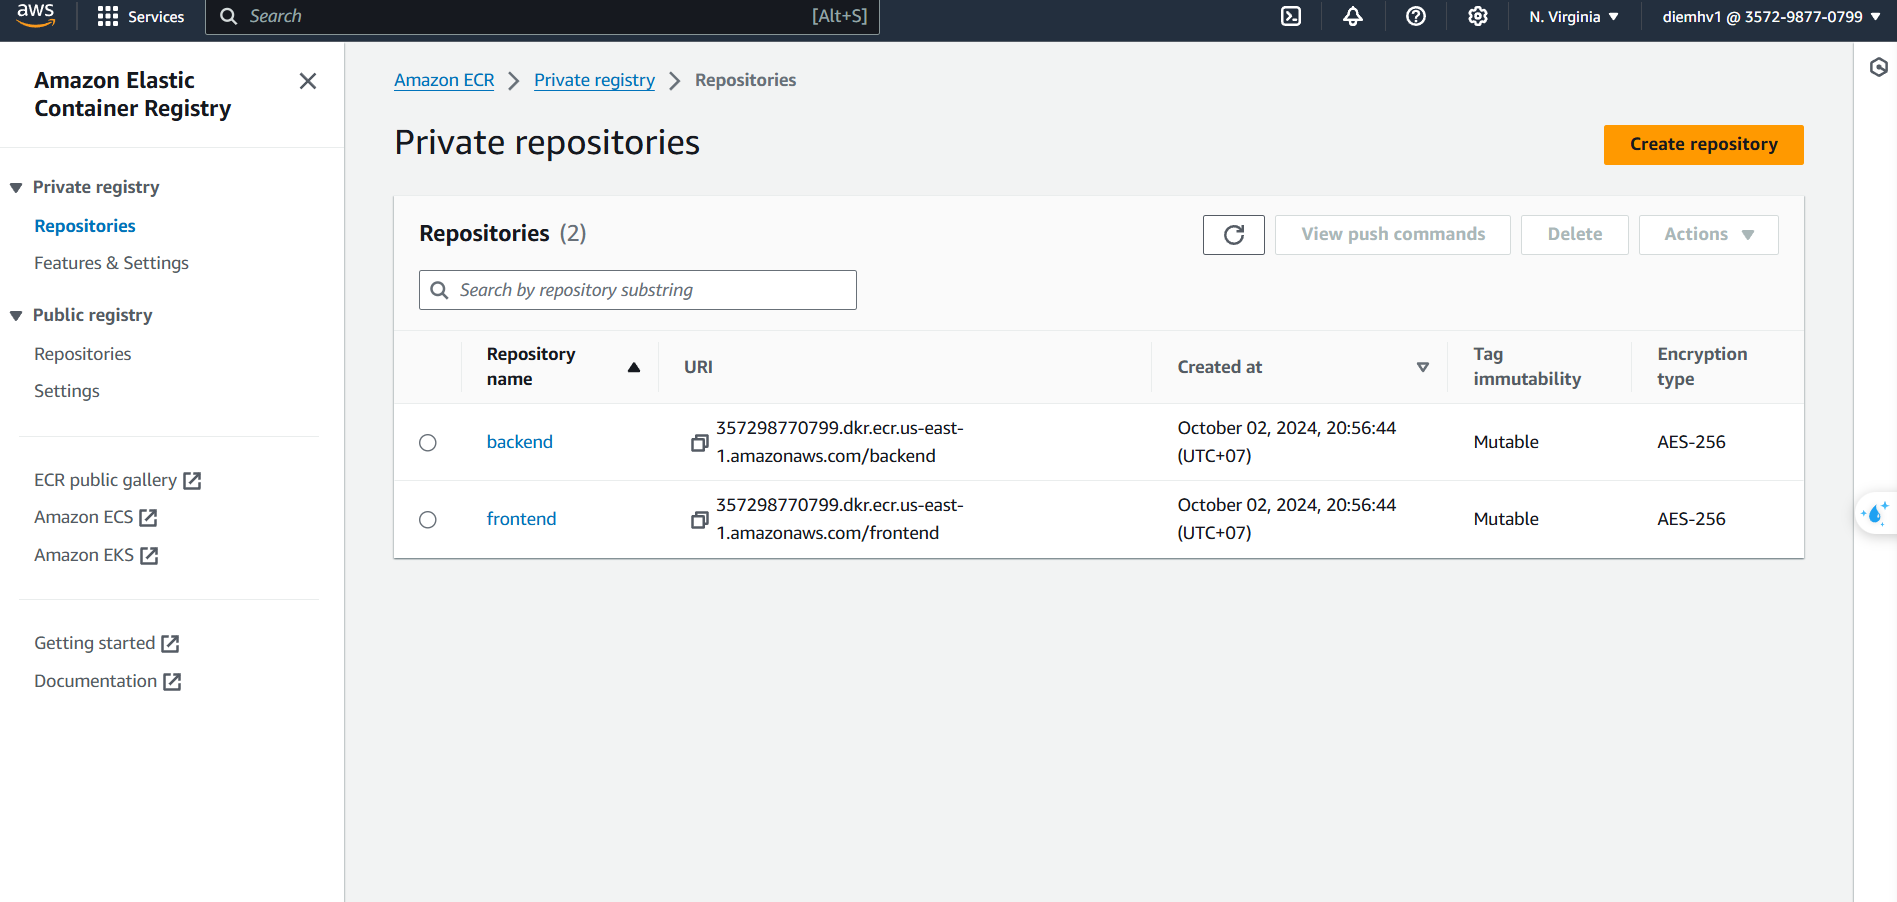 aws
Services
Search
[Alt+S]
N. Virginia
diemhv1 @ 3572-9877-0799
Amazon Elastic
Container Registry
Private registry
Repositories
Features & Settings
Public registry
Repositories
Settings
ECR public gallery
Amazon ECS
Amazon EKS
Getting started
Documentation
Amazon ECR
Private registry
Repositories
Private repositories
Create repository
Repositories (2)
View push commands
Delete
Actions
Search by repository substring
Repository
name
URI
Created at
Tag
immutability
Encryption
type
backend
357298770799.dkr.ecr.us-east-
1.amazonaws.com/backend
October 02, 2024, 20:56:44
(UTC+07)
Mutable
AES-256
frontend
357298770799.dkr.ecr.us-east-
1.amazonaws.com/frontend
October 02, 2024, 20:56:44
(UTC+07)
Mutable
AES-256